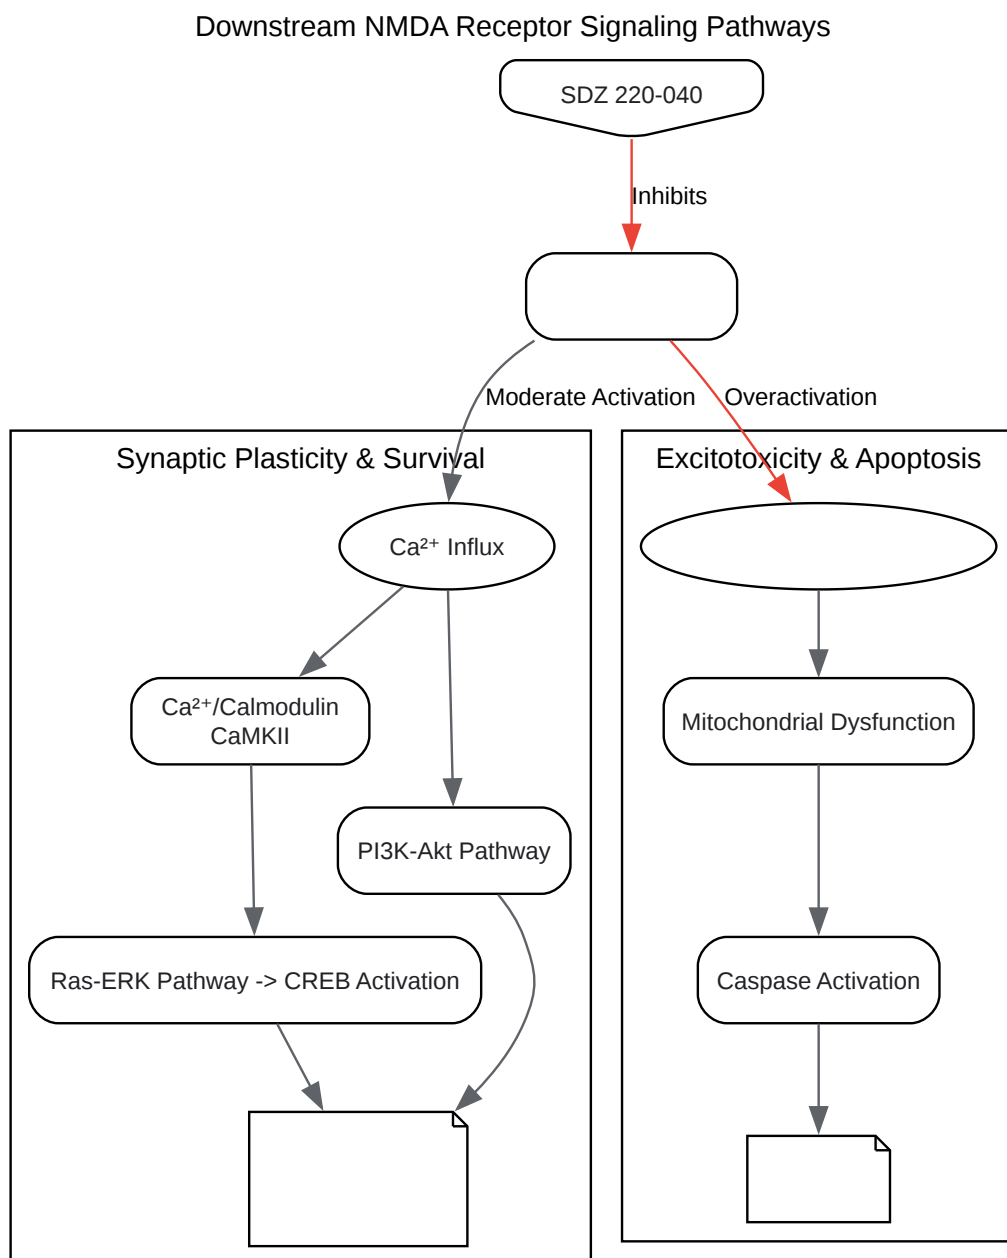 Downstream NMDA Receptor Signaling Pathways
SDZ 220-040
Inhibits
Moderate Activation
Overactivation
Synaptic Plasticity & Survival
Excitotoxicity & Apoptosis
Ca²⁺ Influx
Ca²⁺/Calmodulin
CaMKII
Mitochondrial Dysfunction
PI3K-Akt Pathway
Ras-ERK Pathway -> CREB Activation
Caspase Activation